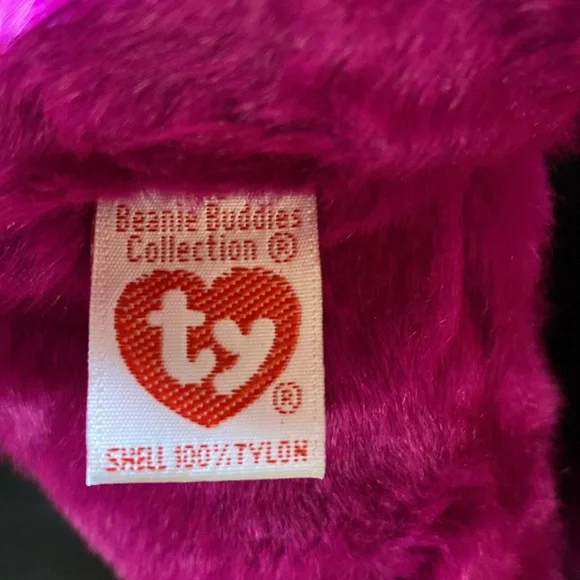 Beanie Buddies
Collection ®
ty
®
SHELL 100% TYLON